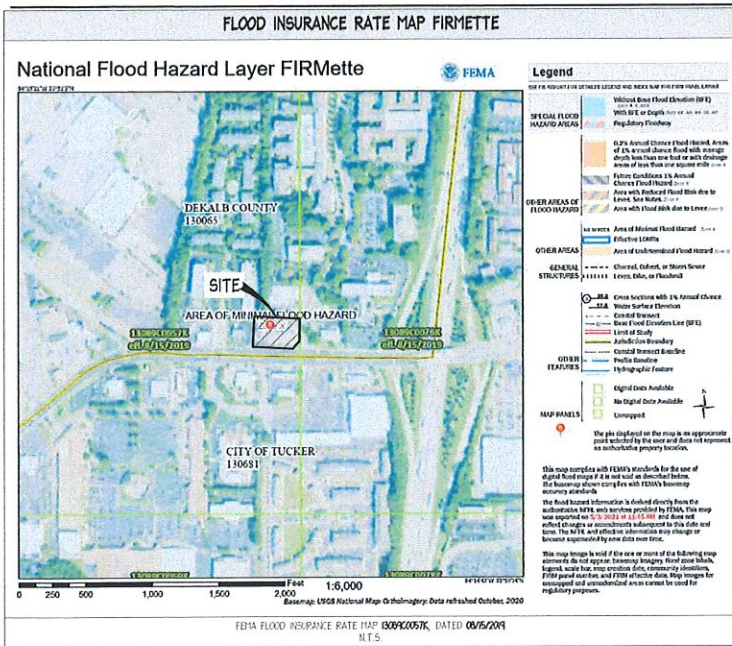 FLOOD INSURANCE RATE MAP FIRMETTE
National Flood Hazard Layer FIRMette
FEMA
DEKALB COUNTY
130065
SITE
AREA OF MINIMAL FLOOD HAZARD
13089C0057K
eff. 8/15/2019
13089C0076K
eff. 8/15/2019
CITY OF TUCKER
130681
0
500
1,000
1,500
2,000
Feet
1:6,000
Basemap: USGS National Map Orthoimagery: Data refreshed October, 2020
Legend
SPECIAL FLOOD
HAZARD AREAS
Without Base Flood Elevation (BFE)
With BFE or Depth
Regulatory Floodway
OTHER AREAS OF
FLOOD HAZARD
0.2% Annual Chance Flood Hazard, Areas
of 1% annual chance flood with average
depth less than one foot or with drainage
areas of less than one square mile
Future Conditions 1% Annual
Chance Flood Hazard
Area with Reduced Flood Risk due to
Levee. See Notes.
Area with Flood Risk due to Levee
OTHER AREAS
NO SCREEN Area of Minimal Flood Hazard
Effective LOMRs
Area of Undetermined Flood Hazard
GENERAL
STRUCTURES
Channel, Culvert, or Storm Sewer
Levee, Dike, or Floodwall
Cross Sections with 1% Annual Chance
Water Surface Elevation
Coastal Transect
Base Flood Elevation Line (BFE)
Limit of Study
Jurisdiction Boundary
Coastal Transect Baseline
OTHER
FEATURES
Profile Baseline
Hydrographic Feature
MAP PANELS
Digital Data Available
No Digital Data Available
Unmapped
N
The pin displayed on the map is an approximate
point selected by the user and does not represent
an authoritative property location.
This map complies with FEMA's standards for the use of
digital flood maps if it is not void as described below.
The basemap shown complies with FEMA's basemap
accuracy standards
The flood hazard information is derived directly from the
authoritative NFHL web services provided by FEMA. This map
was exported on 5/3/2021 at 11:45 AM and does not
reflect changes or amendments subsequent to this date and
time. The NFHL and effective information may change or
become superseded by new data over time.
This map image is void if the one or more of the following map
elements do not appear: basemap imagery, flood zone labels,
legend, scale bar, map creation date, community identifiers,
FIRM panel number, and FIRM effective date. Map images for
unmapped and unmodernized areas cannot be used for
regulatory purposes.
FEMA FLOOD INSURANCE RATE MAP 13089C0057K, DATED 08/15/2019
N.T.S.